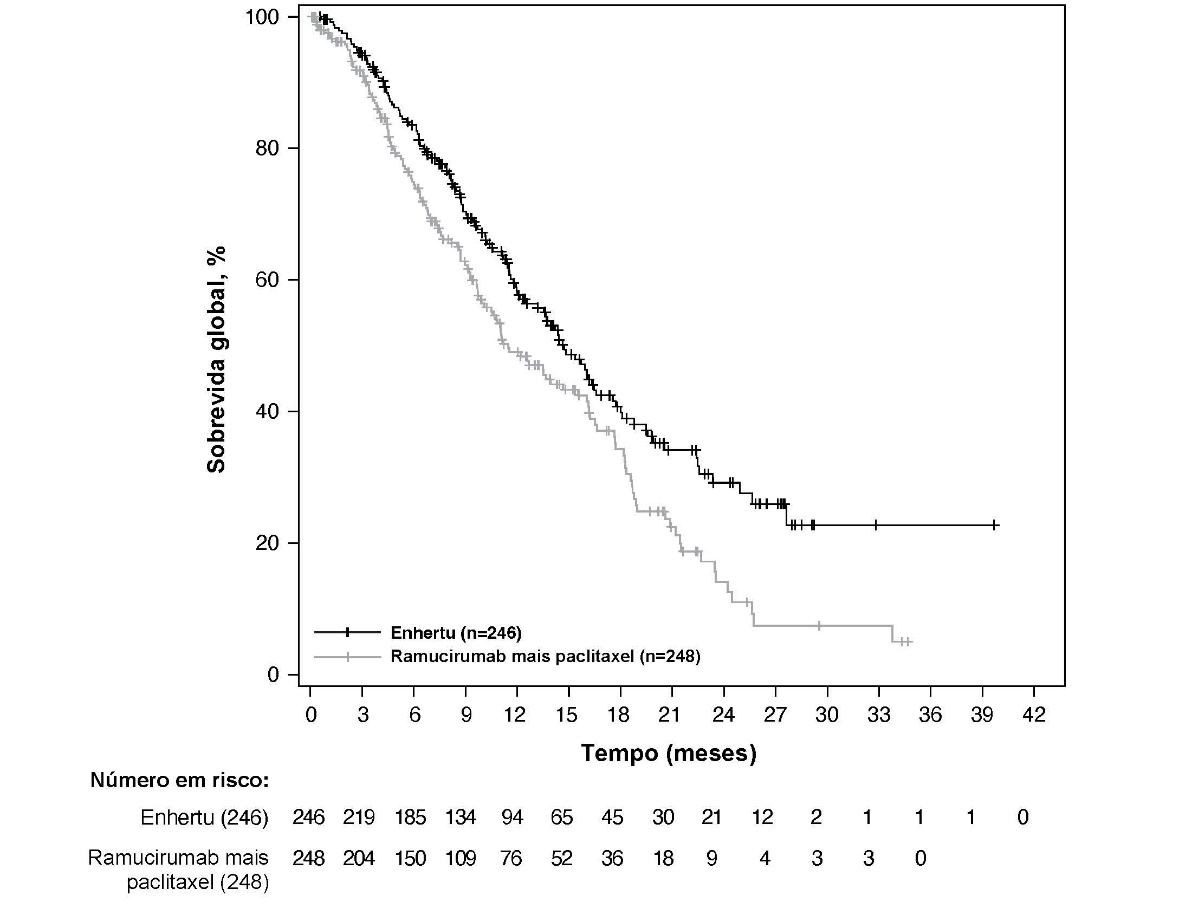 100
80
60
40
20
0
Sobrevida global, %
Enhertu (n=246)
Ramucirumab mais paclitaxel (n=248)
0 3 6 9 12 15 18 21 24 27 30 33 36 39 42
Tempo (meses)
Número em risco:
Enhertu (246) 246 219 185 134 94 65 45 30 21 12 2 1 1 1 0
Ramucirumab mais 248 204 150 109 76 52 36 18 9 4 3 3 0
paclitaxel (248)